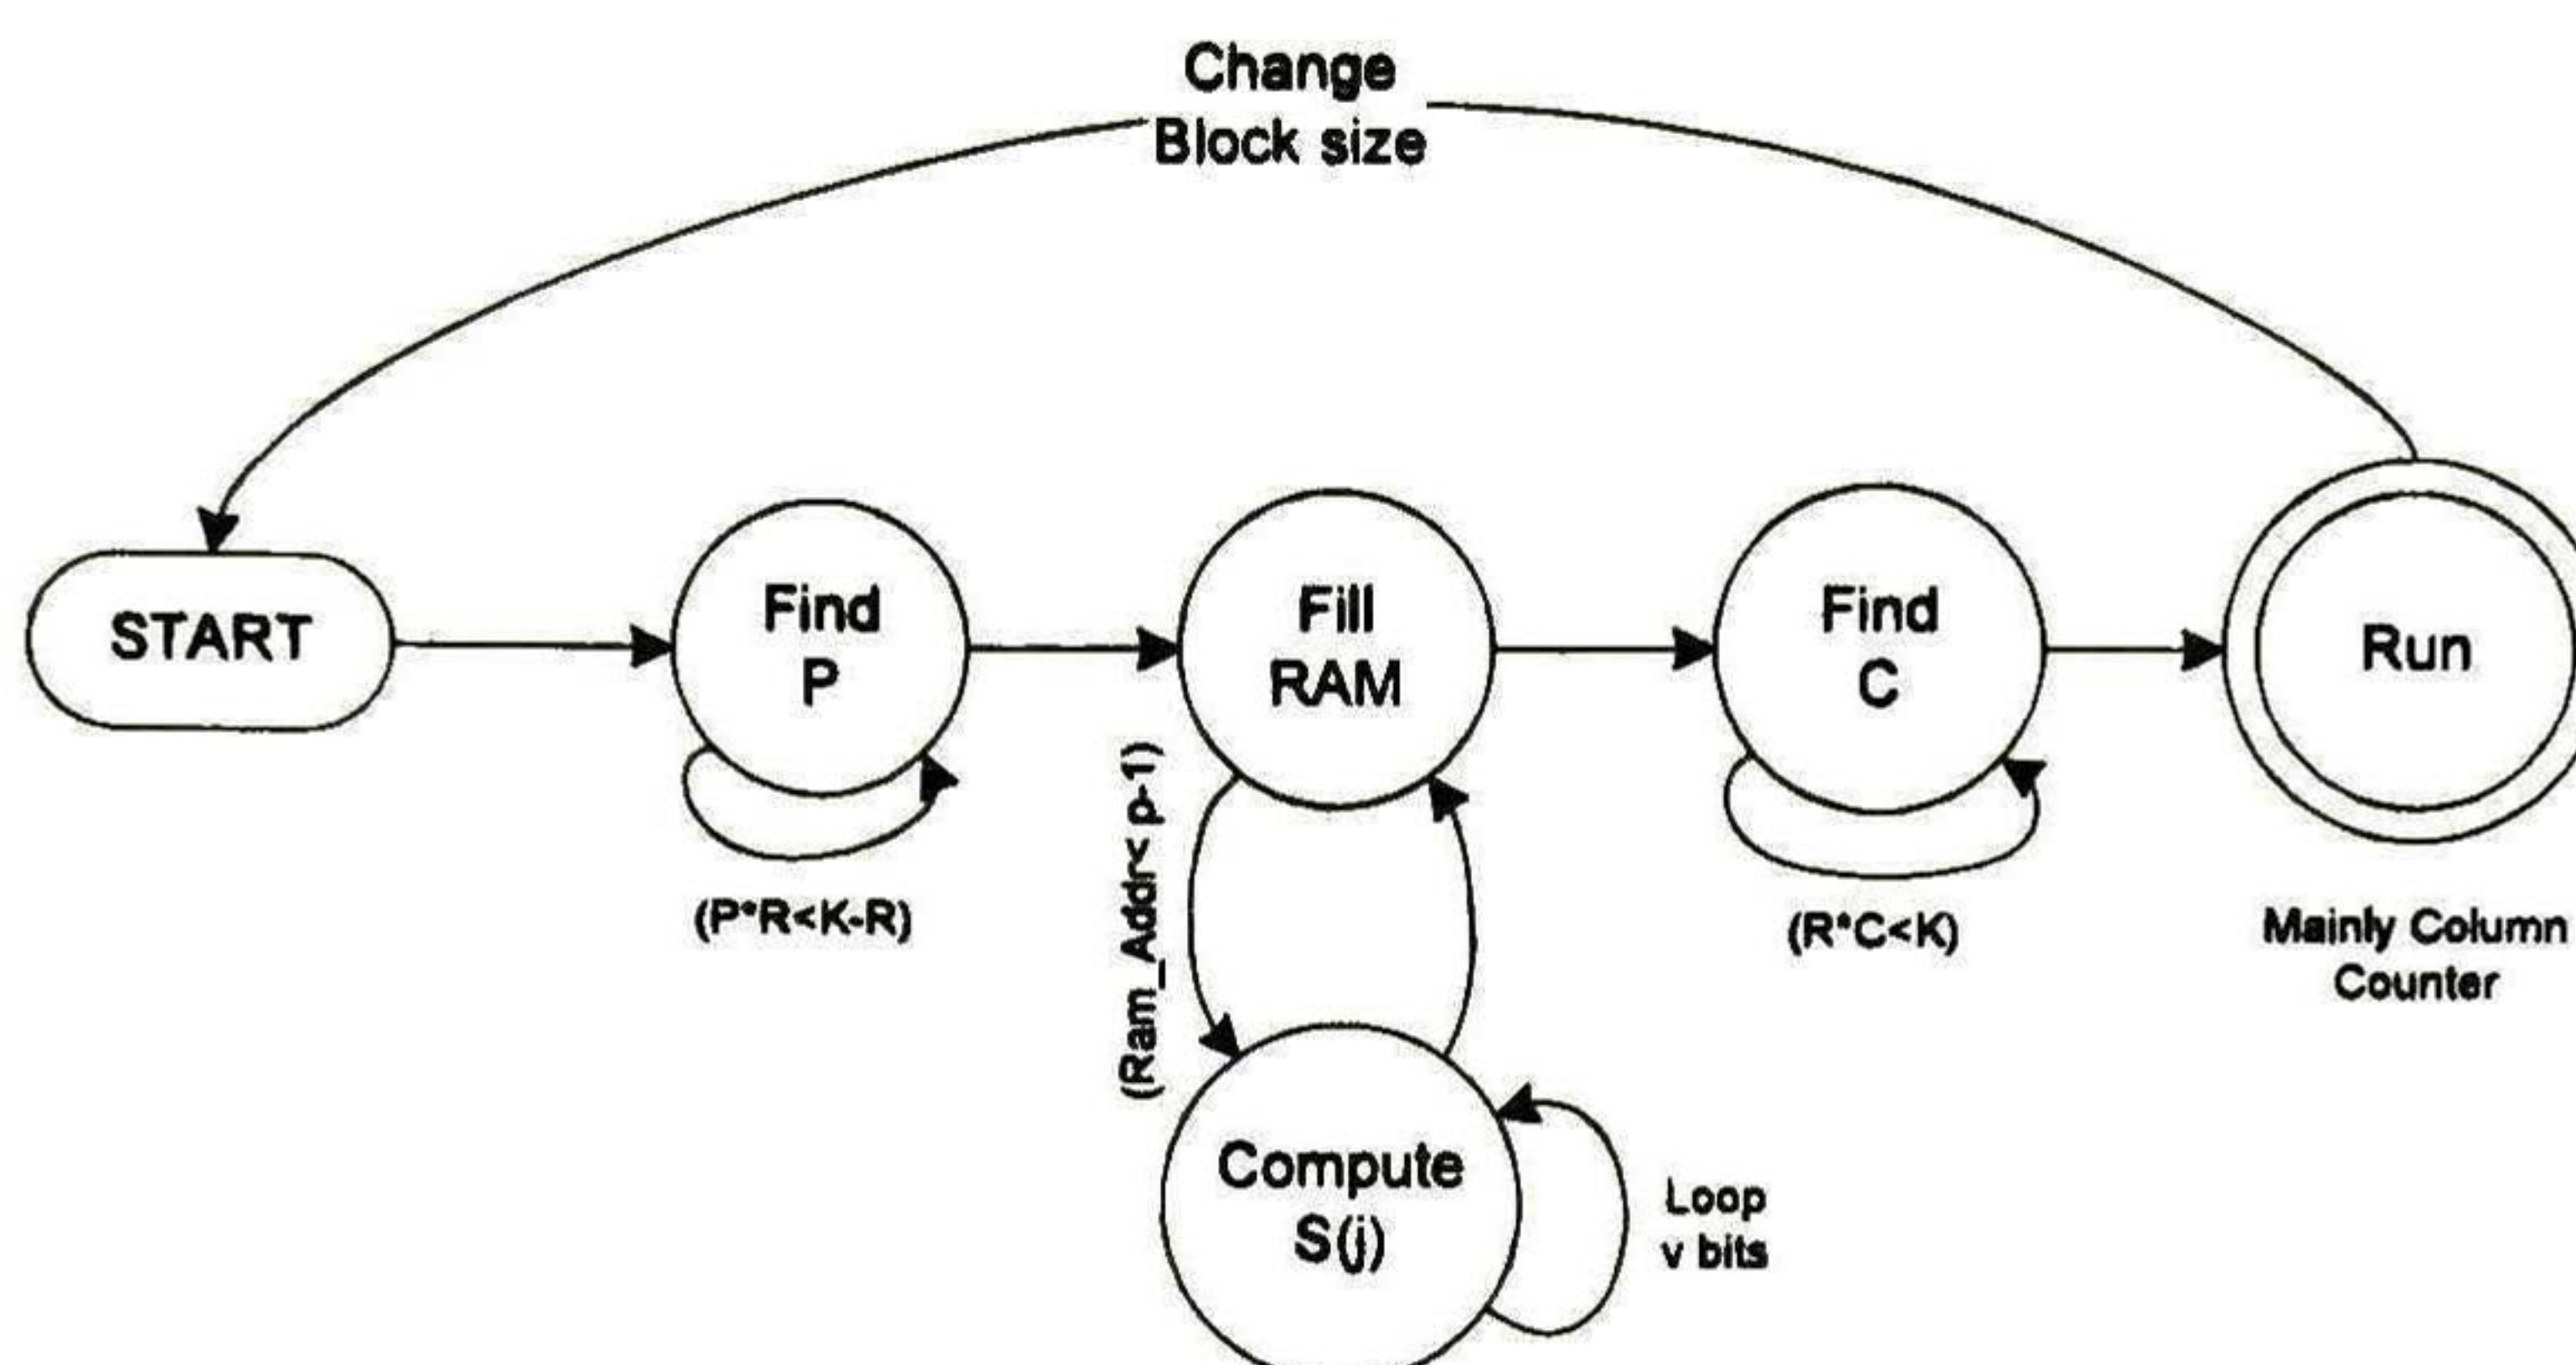 Change
Block size
START
Find
P
Fill
RAM
Find
C
Run
(P*R<K-R)
(Ram_Addr< p-1)
(R*C<K)
Mainly Column
Counter
Compute
S(j)
Loop
v bits